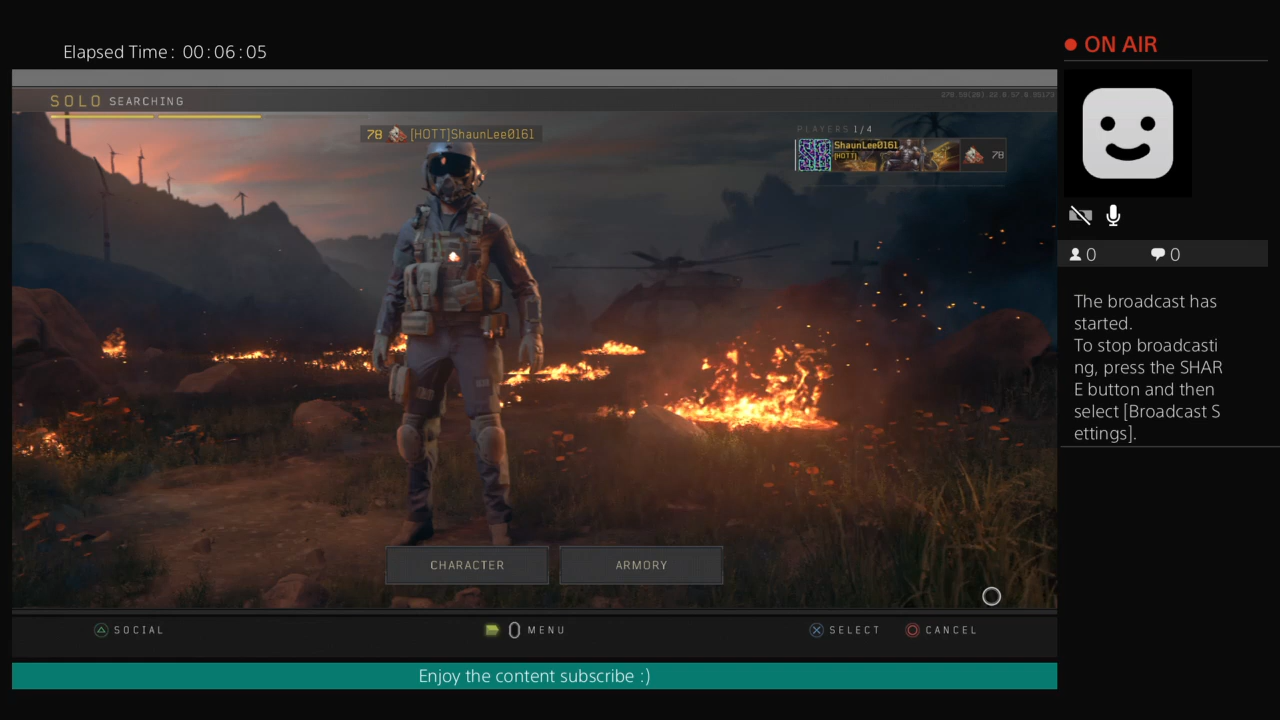 Elapsed Time: 00:06:05
ON AIR
SOLO SEARCHING
78 [HOTT]ShaunLee0161
PLAYERS 1/4
ShaunLee0161
[HOTT]
78
0 0
The broadcast has
started.
To stop broadcasti
ng, press the SHAR
E button and then
select [Broadcast S
ettings].
CHARACTER ARMORY
SOCIAL
MENU
SELECT CANCEL
Enjoy the content subscribe :)